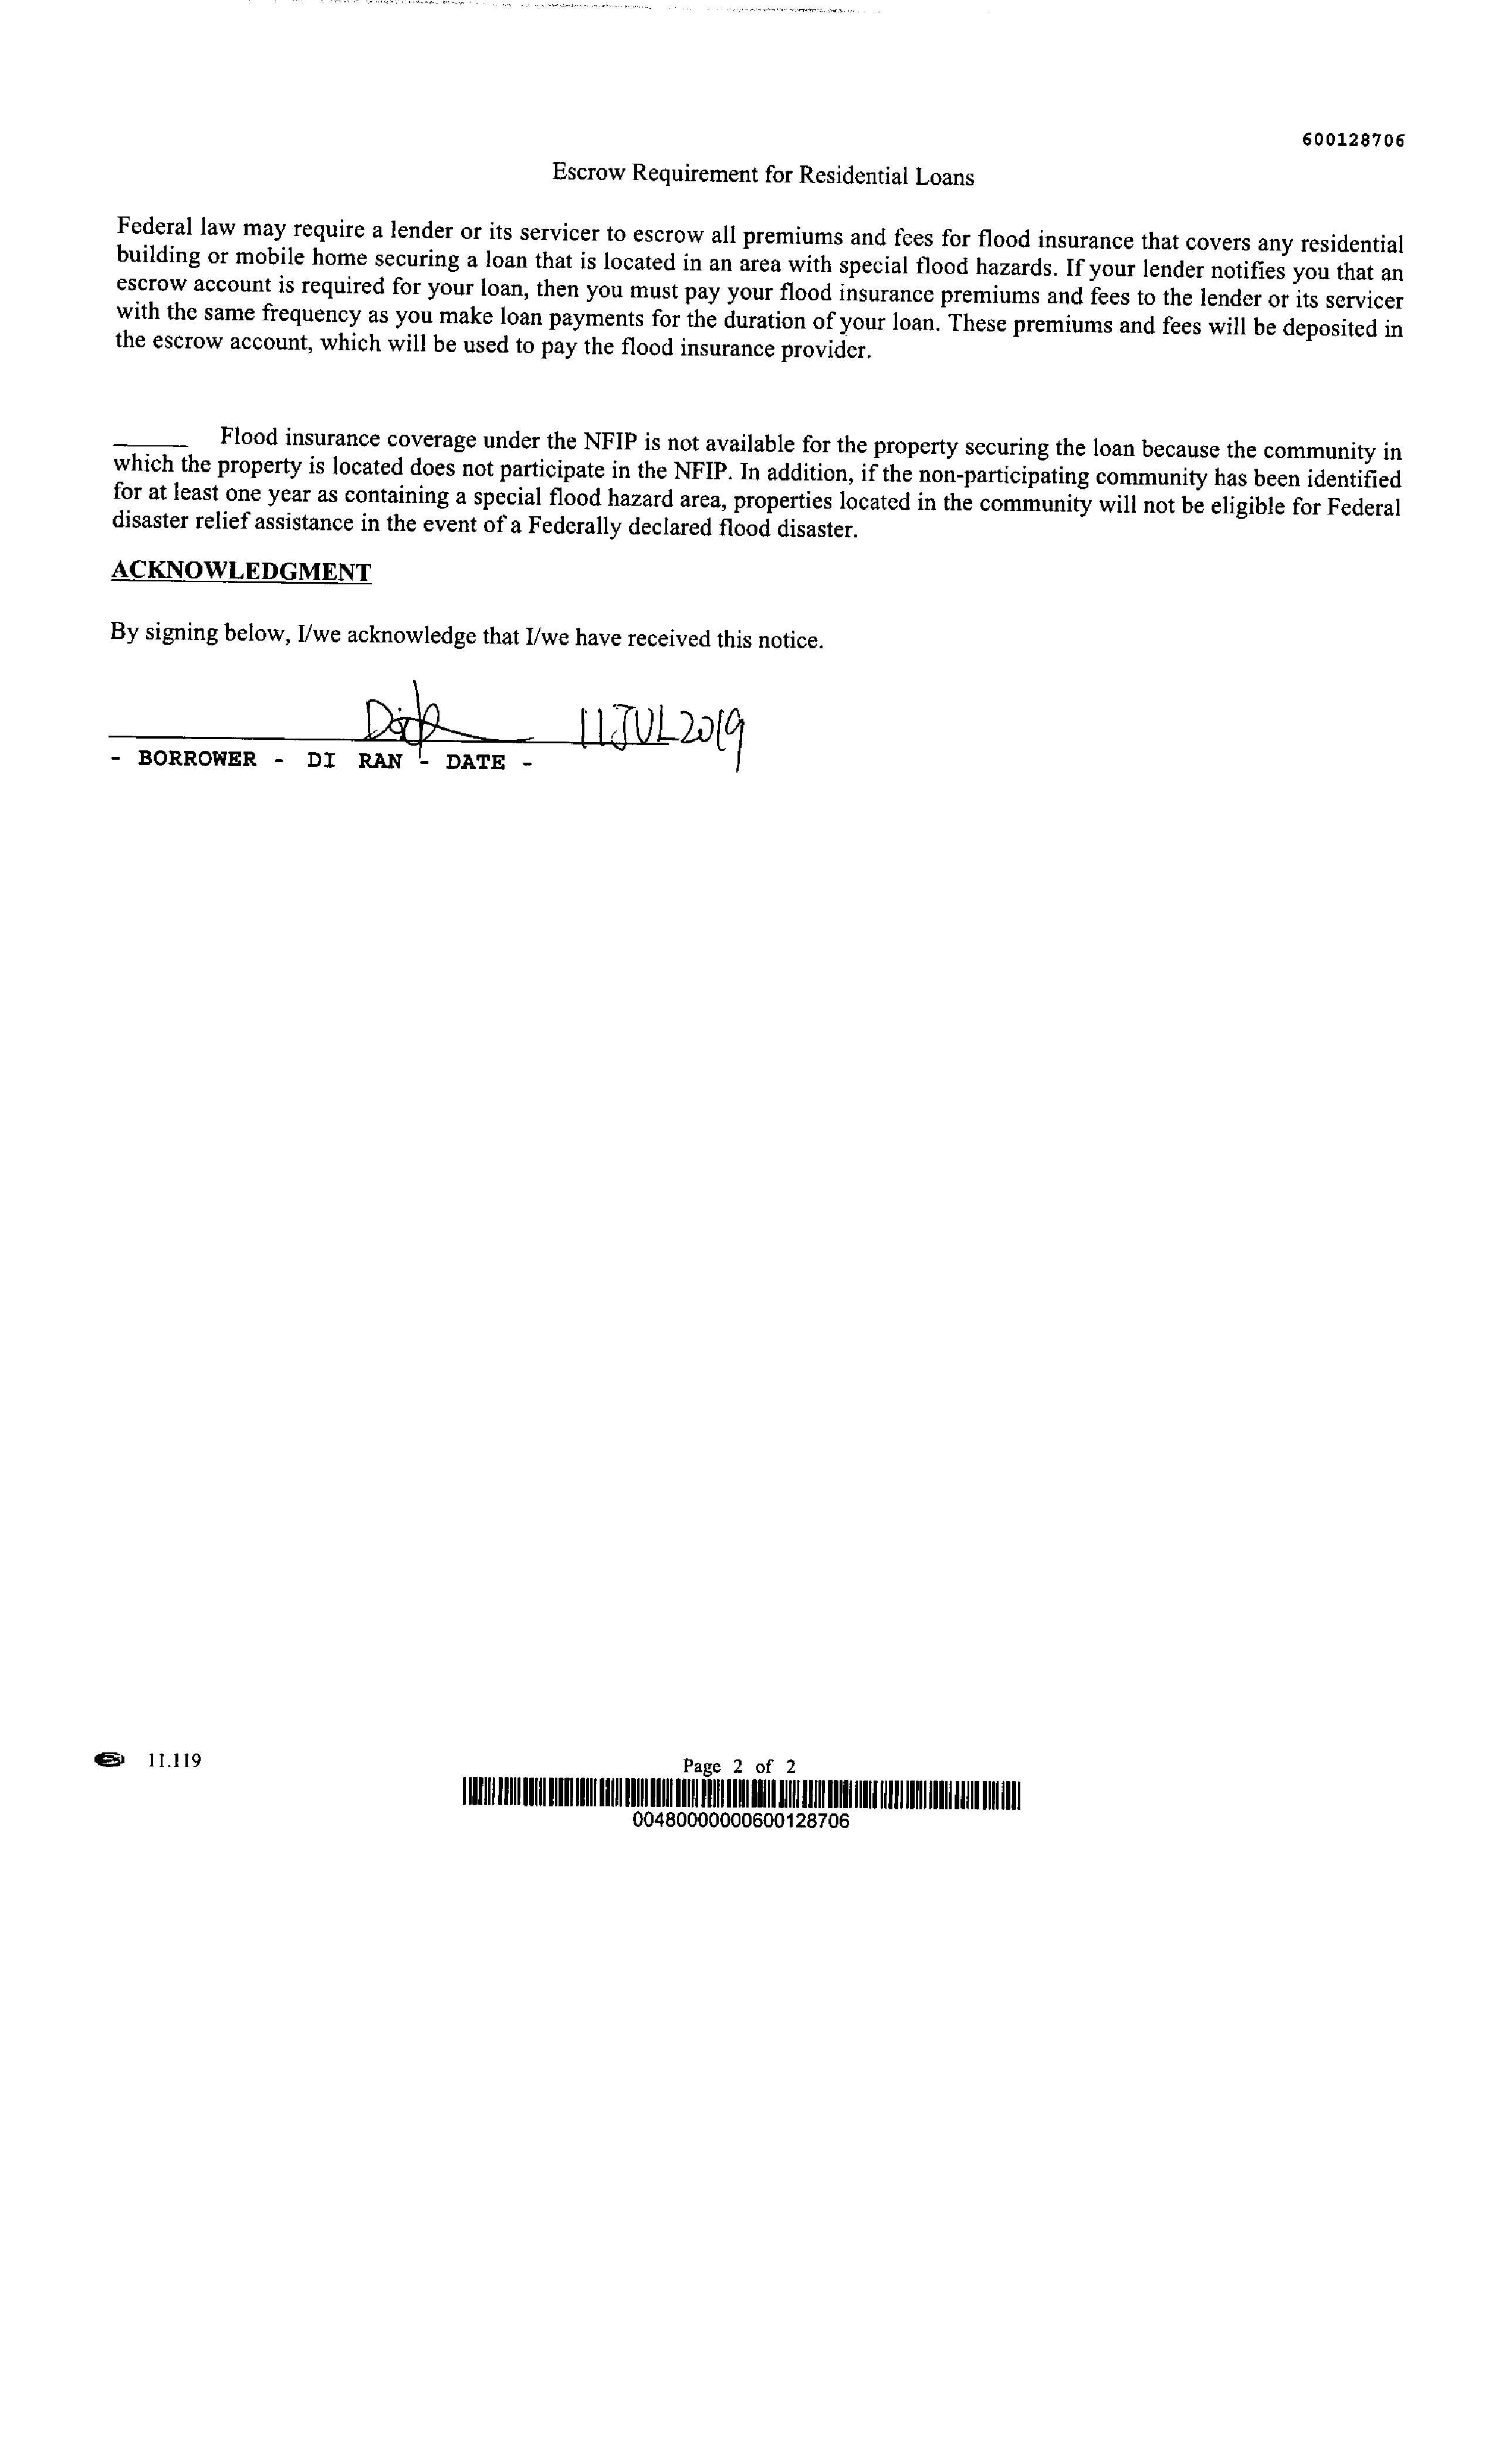 600128706
Escrow Requirement for Residential Loans
Federal law may require a lender or its servicer to escrow all premiums and fees for flood insurance that covers any residential
building or mobile home securing a loan that is located in an area with special flood hazards. If your lender notifies you that an
escrow account is required for your loan, then you must pay your flood insurance premiums and fees to the lender or its servicer
with the same frequency as you make loan payments for the duration of your loan. These premiums and fees will be deposited in
the escrow account, which will be used to pay the flood insurance provider.
______ Flood insurance coverage under the NFIP is not available for the property securing the loan because the community in
which the property is located does not participate in the NFIP. In addition, if the non-participating community has been identified
for at least one year as containing a special flood hazard area, properties located in the community will not be eligible for Federal
disaster relief assistance in the event of a Federally declared flood disaster.
ACKNOWLEDGMENT
By signing below, I/we acknowledge that I/we have received this notice.
11JUL2019
- BORROWER - DI RAN - DATE -
11.119
Page 2 of 2
00480000000600128706